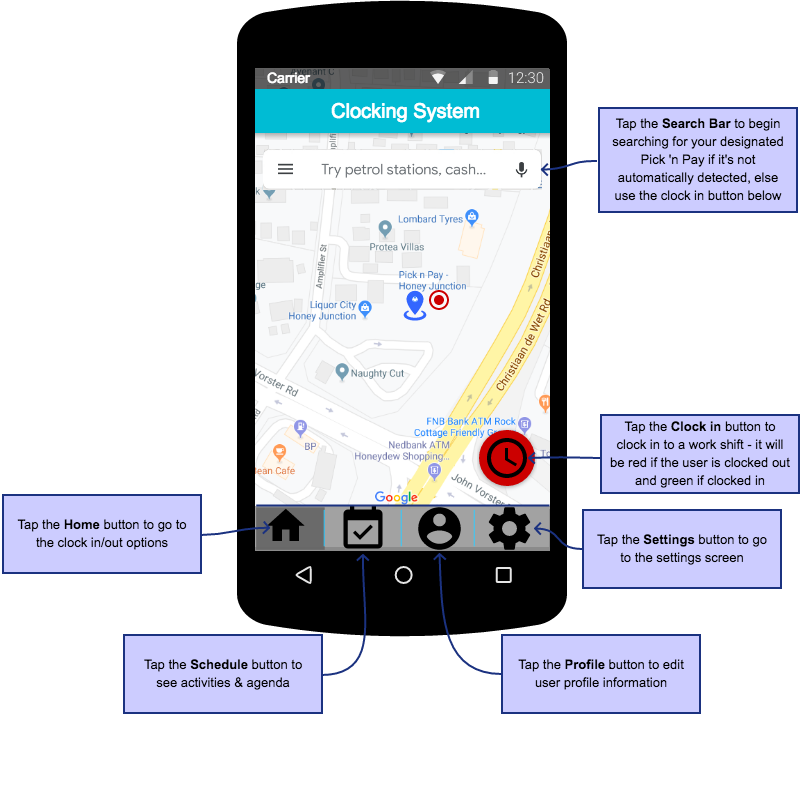 Carrier
12:30
Clocking System
Try petrol stations, cash...
Lombard Tyres
Protea Villas
Amplifier St
Christiaan
Pick n Pay -
Honey Junction
Liquor City
Honey Junction
Christiaan de Wet Rd
Naughty Cut
Vorster Rd
FNB Bank ATM Rock
Cottage Friendly
BP
Nedbank ATM
Honeydew Shopping...
ean Cafe
John Vorster
Google
Tap the Search Bar to begin
searching for your designated
Pick 'n Pay if it's not
automatically detected, else
use the clock in button below
Tap the Clock in button to
clock in to a work shift - it will
be red if the user is clocked out
and green if clocked in
Tap the Home button to go to
the clock in/out options
Tap the Settings button to go
to the settings screen
Tap the Schedule button to
see activities & agenda
Tap the Profile button to edit
user profile information